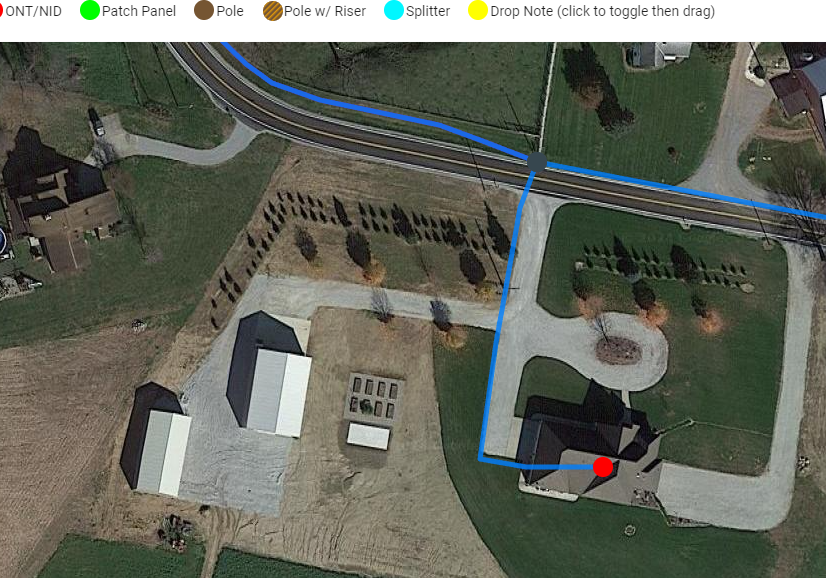 ONT/NID Patch Panel Pole Pole w/ Riser Splitter Drop Note (click to toggle then drag)